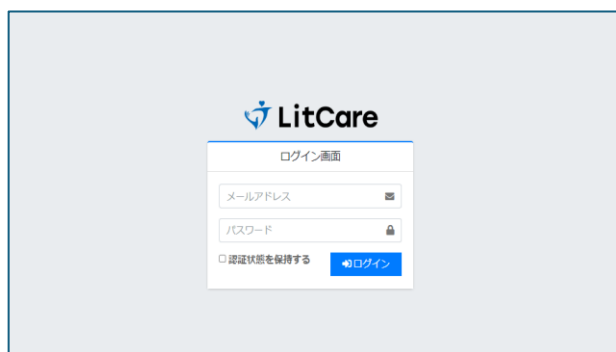 LitCare
ログイン画面
メールアドレス
パスワード
認証状態を保持する
ログイン